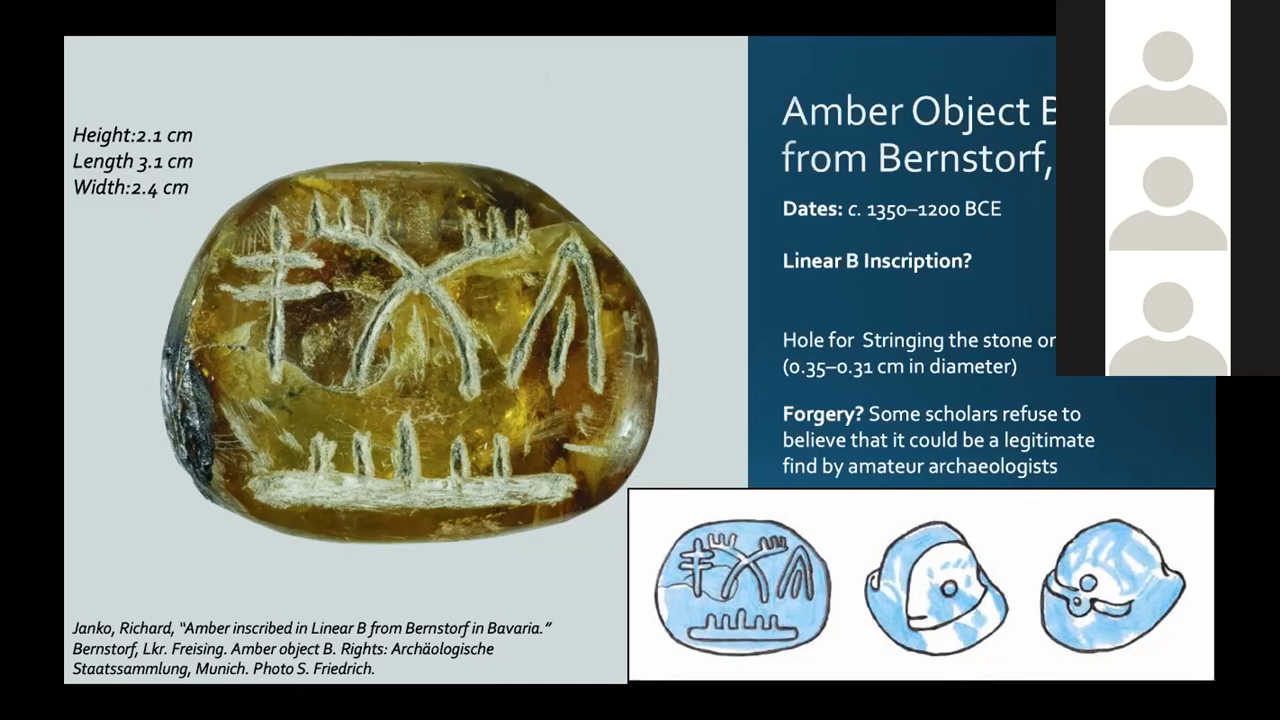 Height:2.1 cm
Length 3.1 cm
Width:2.4 cm
Amber Object B
from Bernstorf,
Dates: c. 1350–1200 BCE
Linear B Inscription?
Hole for Stringing the stone or
(0.35–0.31 cm in diameter)
Forgery? Some scholars refuse to
believe that it could be a legitimate
find by amateur archaeologists
Janko, Richard, “Amber inscribed in Linear B from Bernstorf in Bavaria.”
Bernstorf, Lkr. Freising. Amber object B. Rights: Archäologische
Staatssammlung, Munich. Photo S. Friedrich.